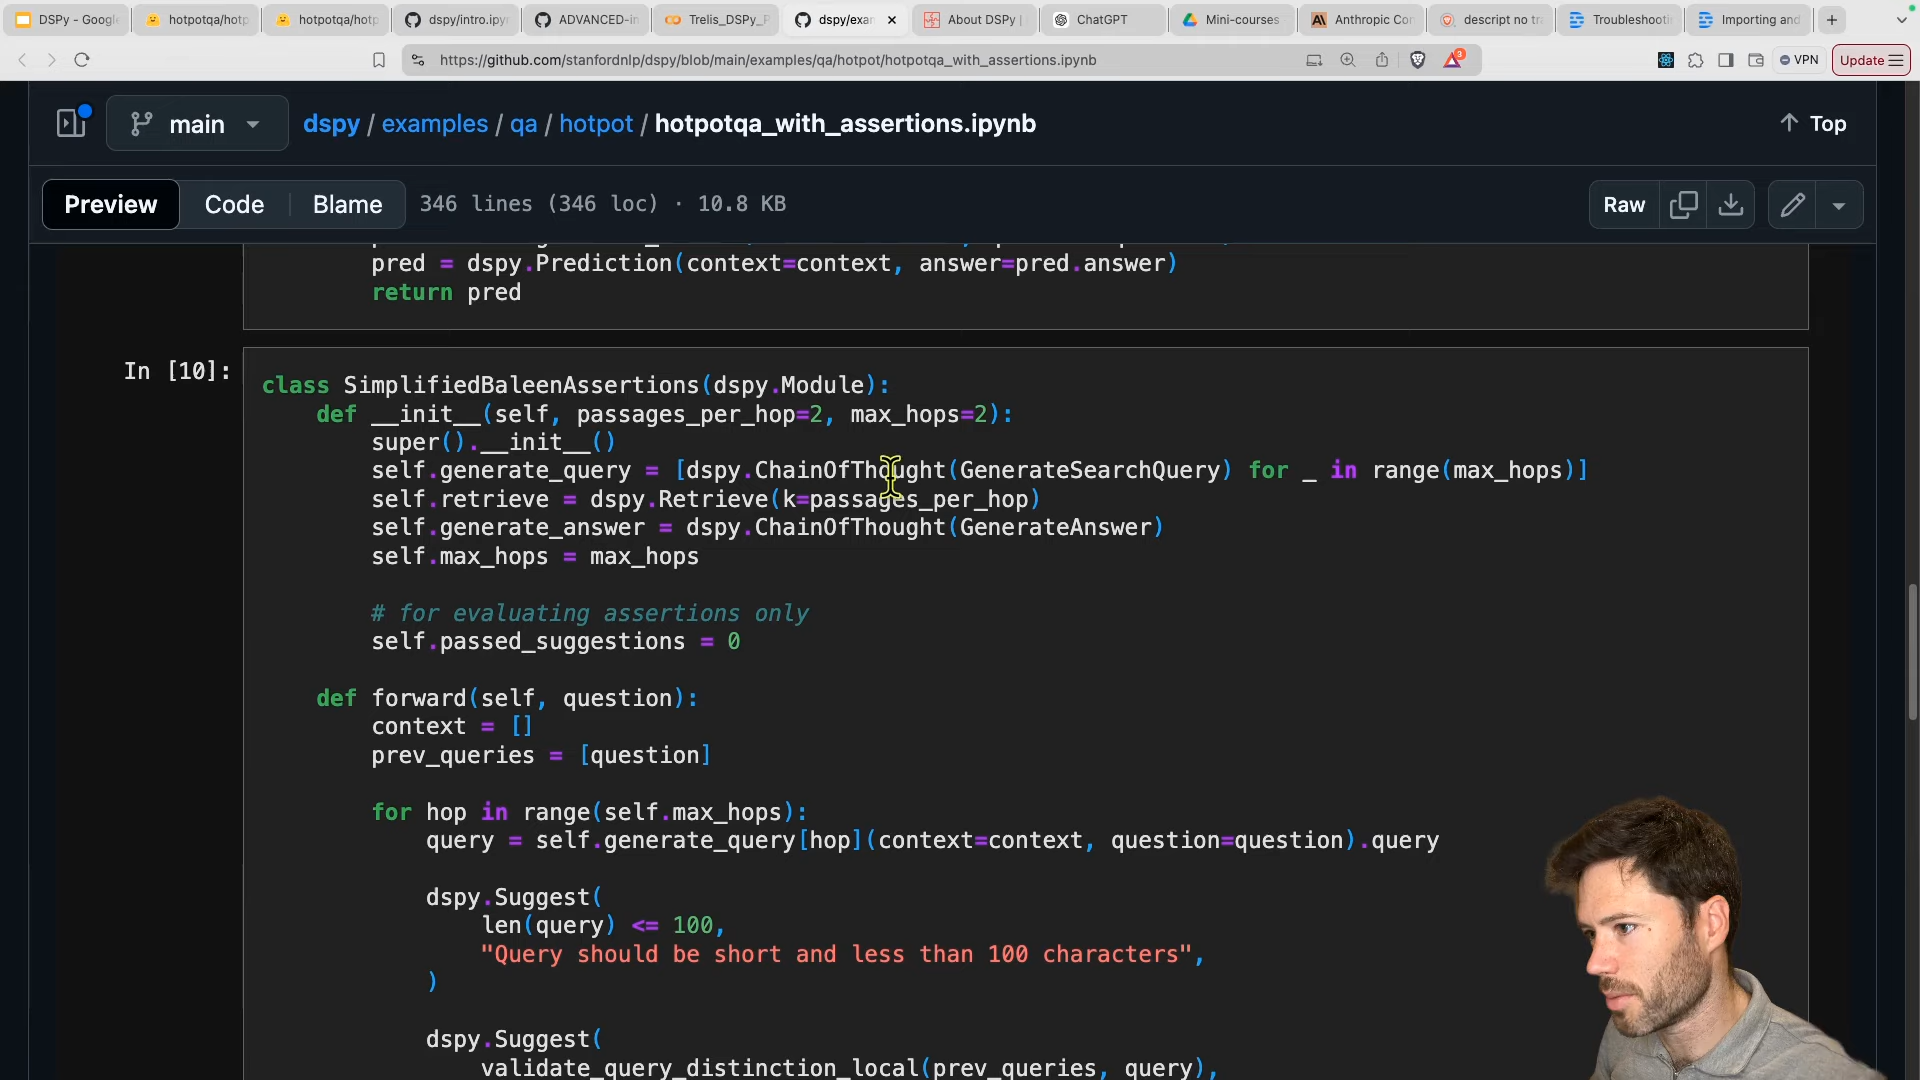 DSPy - Googl
hotpotqa/hotp
hotpotqa/hotp
dspy/intro.ipy
ADVANCED-in
Trelis_DSPy_P
dspy/exam
About DSPy |
ChatGPT
Mini-courses
Anthropic Co
descript no tr
Troubleshooti
Importing and
https://github.com/stanfordnlp/dspy/blob/main/examples/qa/hotpot/hotpotqa_with_assertions.ipynb
3
VPN
Update
main
dspy / examples / qa / hotpot / hotpotqa_with_assertions.ipynb
Top
Preview
Code
Blame
346 lines (346 loc) · 10.8 KB
Raw
pred = dspy.Prediction(context=context, answer=pred.answer)
return pred
In [10]:
class SimplifiedBaleenAssertions(dspy.Module):
def __init__(self, passages_per_hop=2, max_hops=2):
super().__init__()
self.generate_query = [dspy.ChainOfThought(GenerateSearchQuery) for _ in range(max_hops)]
self.retrieve = dspy.Retrieve(k=passages_per_hop)
self.generate_answer = dspy.ChainOfThought(GenerateAnswer)
self.max_hops = max_hops
# for evaluating assertions only
self.passed_suggestions = 0
def forward(self, question):
context = []
prev_queries = [question]
for hop in range(self.max_hops):
query = self.generate_query[hop](context=context, question=question).query
dspy.Suggest(
len(query) <= 100,
"Query should be short and less than 100 characters",
)
dspy.Suggest(
validate_query_distinction_local(prev_queries, query),